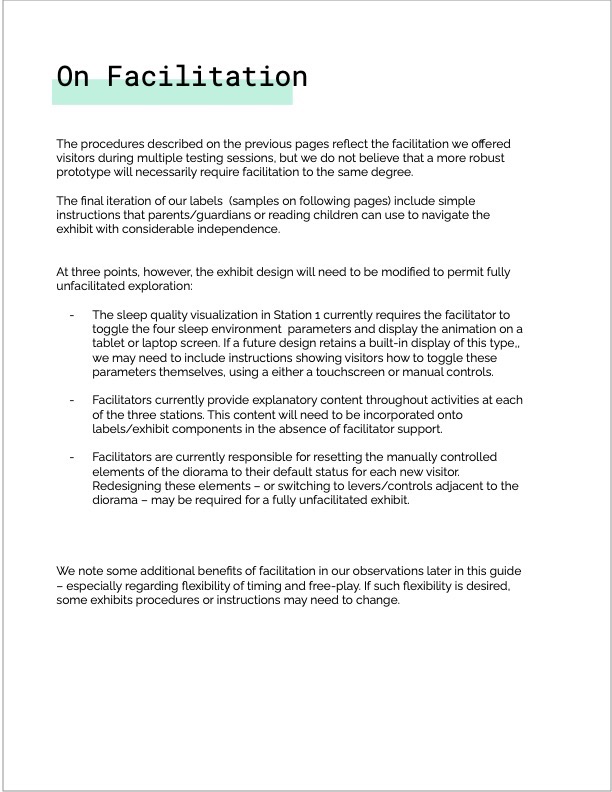 On Facilitation
The procedures described on the previous pages reflect the facilitation we offered
visitors during multiple testing sessions, but we do not believe that a more robust
prototype will necessarily require facilitation to the same degree.
The final iteration of our labels  (samples on following pages) include simple
instructions that parents/guardians or reading children can use to navigate the
exhibit with considerable independence.
At three points, however, the exhibit design will need to be modified to permit fully
unfacilitated exploration:
- The sleep quality visualization in Station 1 currently requires the facilitator to
toggle the four sleep environment  parameters and display the animation on a
tablet or laptop screen. If a future design retains a built-in display of this type,,
we may need to include instructions showing visitors how to toggle these
parameters themselves, using a either a touchscreen or manual controls.
- Facilitators currently provide explanatory content throughout activities at each
of the three stations. This content will need to be incorporated onto
labels/exhibit components in the absence of facilitator support.
- Facilitators are currently responsible for resetting the manually controlled
elements of the diorama to their default status for each new visitor.
Redesigning these elements – or switching to levers/controls adjacent to the
diorama – may be required for a fully unfacilitated exhibit.
We note some additional benefits of facilitation in our observations later in this guide
– especially regarding flexibility of timing and free-play. If such flexibility is desired,
some exhibits procedures or instructions may need to change.